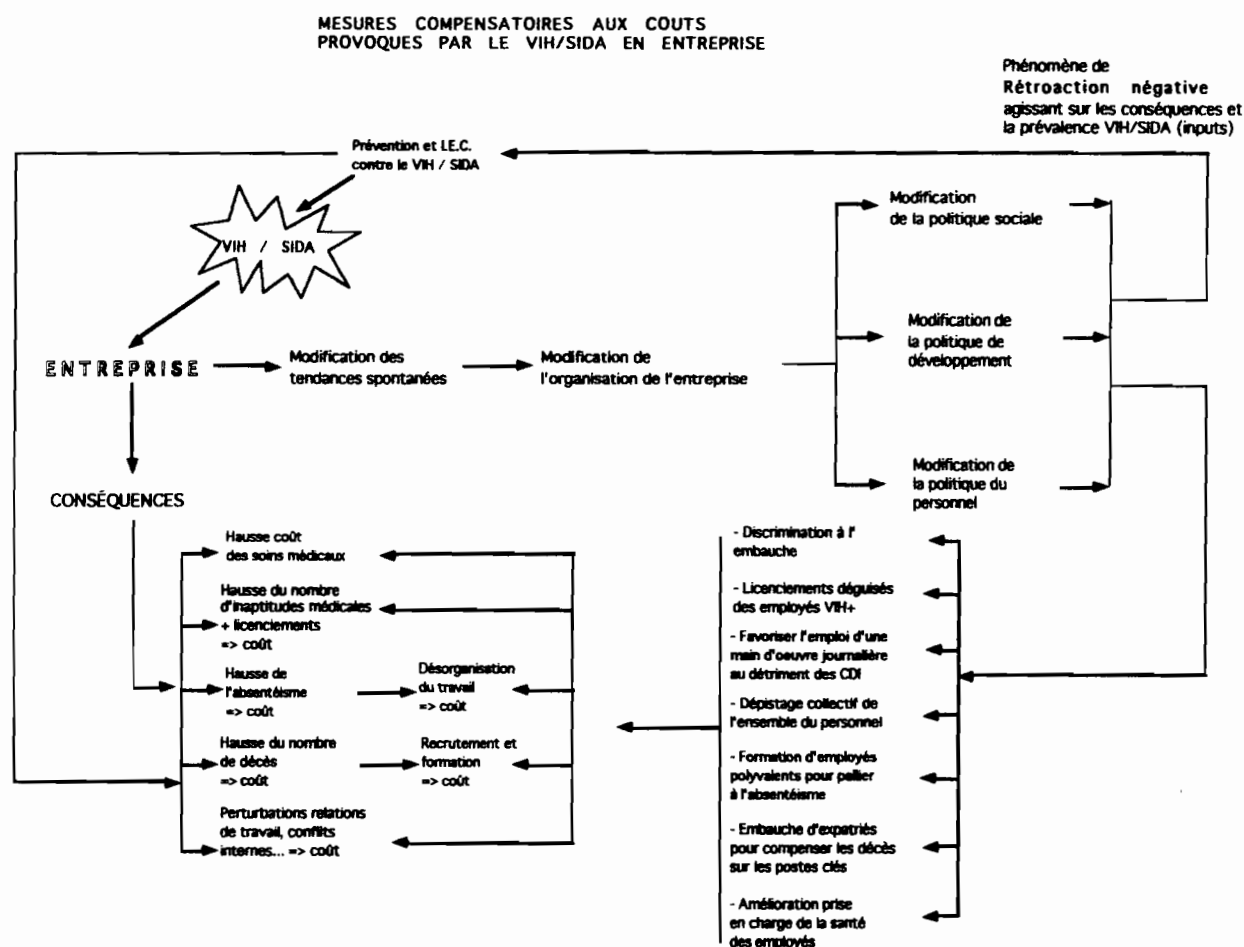 MESURES COMPENSATOIRES AUX COUTS
PROVOQUES PAR LE VIH/SIDA EN ENTREPRISE
Phénomène de
Rétroaction négative
agissant sur les conséquences et
la prévalence VIH/SIDA (inputs)
Prévention et I.E.C.
contre le VIH / SIDA
VIH / SIDA
Modification
de la politique sociale
Modification de
la politique de
développement
ENTREPRISE
Modification des
tendances spontanées
Modification de
l'organisation de l'entreprise
Modification de
la politique du
personnel
CONSÉQUENCES
Hausse coût
des soins médicaux
Hausse du nombre
d'inaptitudes médicales
+ licenciements
=> coût
Hausse de
l'absentéisme
=> coût
Désorganisation
du travail
=> coût
Hausse du nombre
de décès
=> coût
Recrutement et
formation
=> coût
Perturbations relations
de travail, conflits
internes... => coût
- Discrimination à l'
embauche
- Licenciements déguisés
des employés VIH+
- Favoriser l'emploi d'une
main d'oeuvre journalière
au détriment des CDI
- Dépistage collectif de
l'ensemble du personnel
- Formation d'employés
polyvalents pour pallier
à l'absentéisme
- Embauche d'expatriés
pour compenser les décès
sur les postes clés
- Amélioration prise
en charge de la santé
des employés